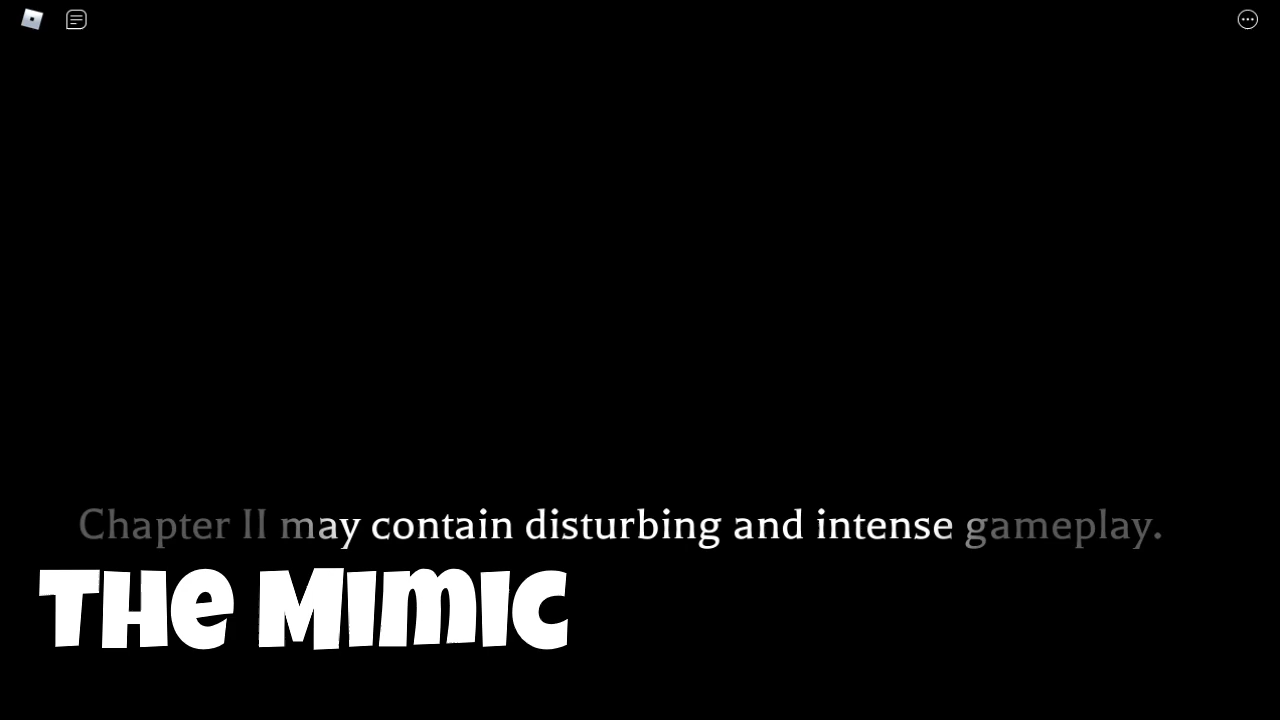 Chapter II may contain disturbing and intense gameplay.
THe MiMiC